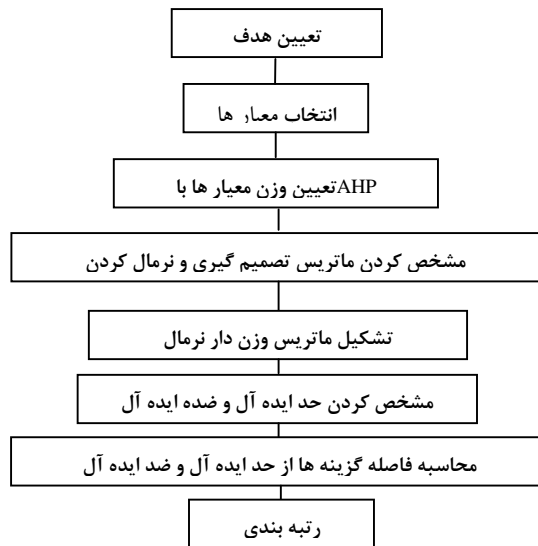 تعیین هدف
انتخاب معیار ها
تعیین وزن معیار ها با AHP
مشخص کردن ماتریس تصمیم گیری و نرمال کردن
تشکیل ماتریس وزن دار نرمال
مشخص کردن حد ایده آل و ضده ایده آل
محاسبه فاصله گزینه ها از حد ایده آل و ضد ایده آل
رتبه بندی